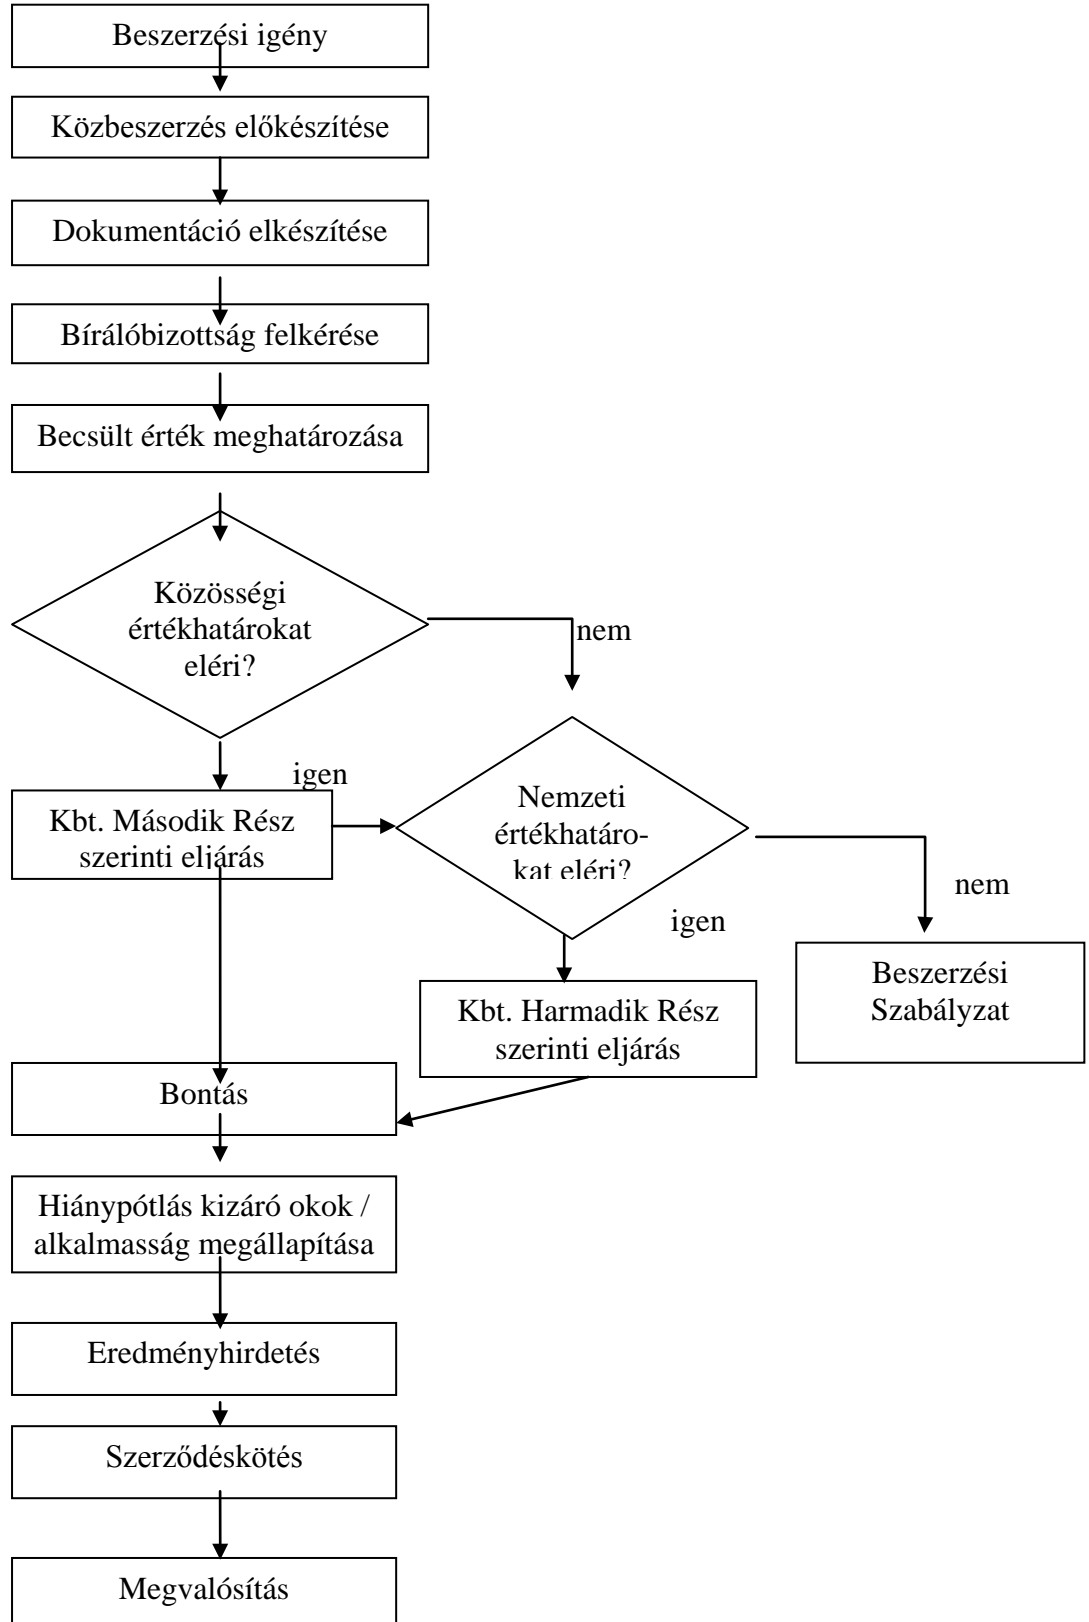 Beszerzési igény
Közbeszerzés előkészítése
Dokumentáció elkészítése
Bírálóbizottság felkérése
Becsült érték meghatározása
Közösségi
értékhatárokat
eléri?
nem
igen
Kbt. Második Rész
szerinti eljárás
Nemzeti
értékhatáro-
kat eléri?
nem
igen
Beszerzési
Szabályzat
Kbt. Harmadik Rész
szerinti eljárás
Bontás
Hiánypótlás kizáró okok /
alkalmasság megállapítása
Eredményhirdetés
Szerződéskötés
Megvalósítás